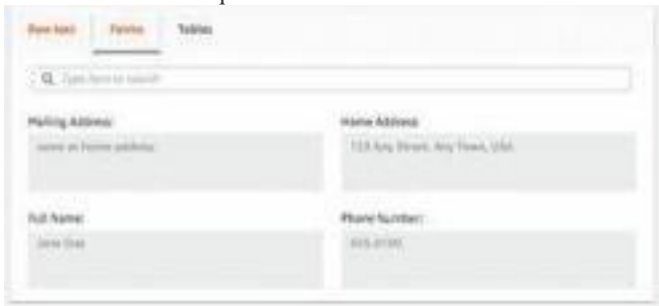 Raw text Forms Tables
Type here to search
Mailing Address: Home Address:
same as home address 123 Any Street, Any Town, USA
Full Name: Phone Number:
Jane Doe 555-0100